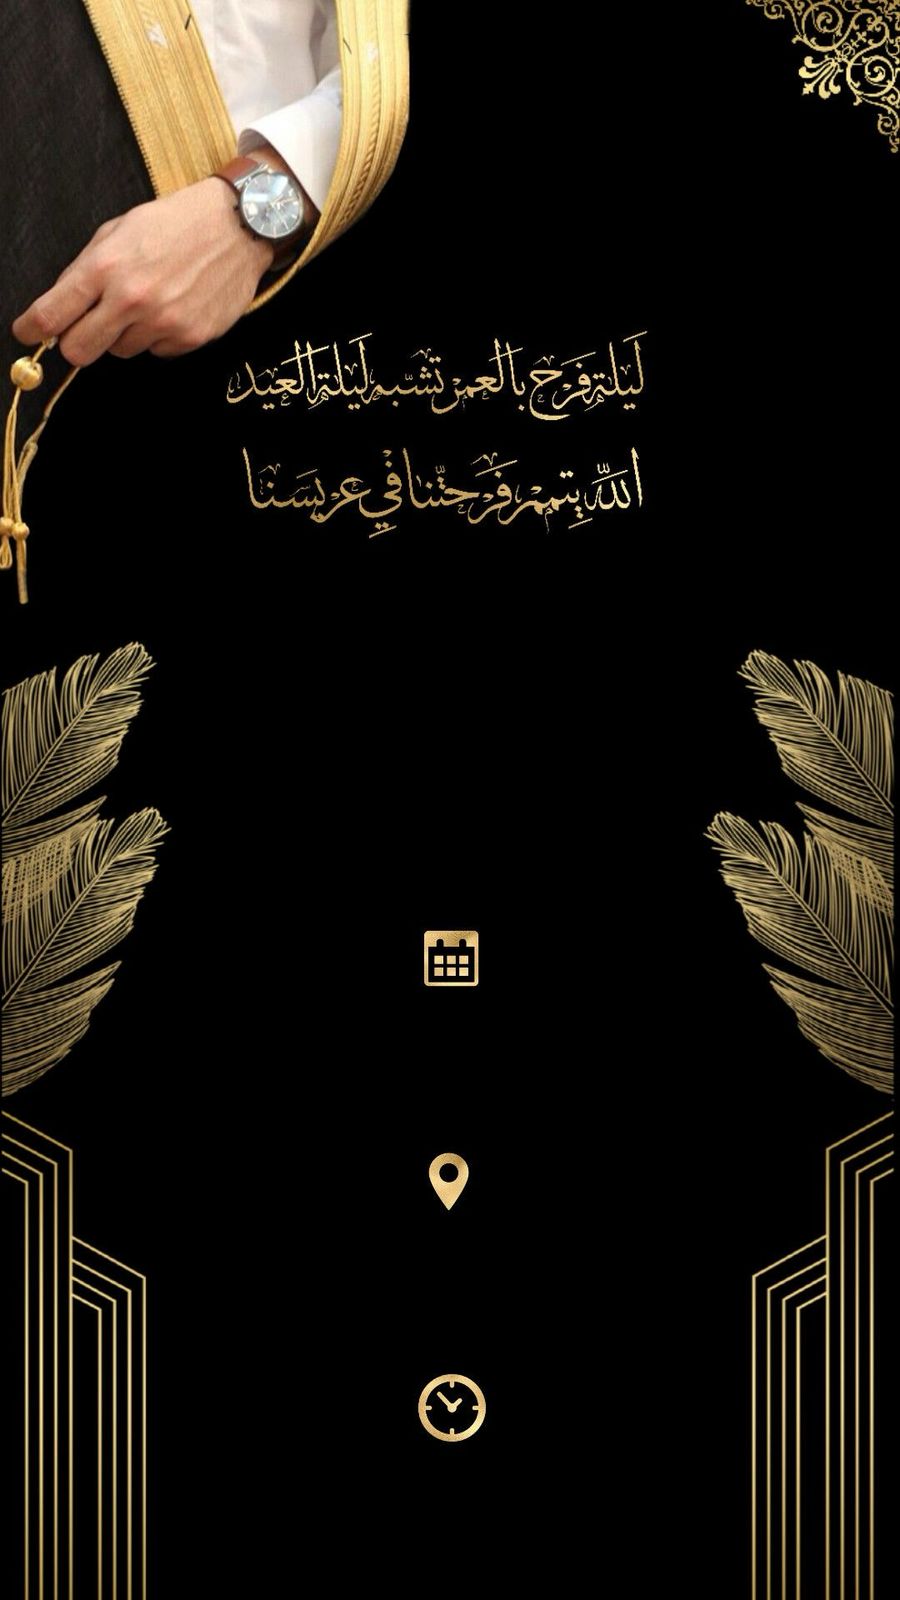 ليلة فرح بالعمر تشبه ليلة العيد
الله يتمم فرحتنا في عريسنا